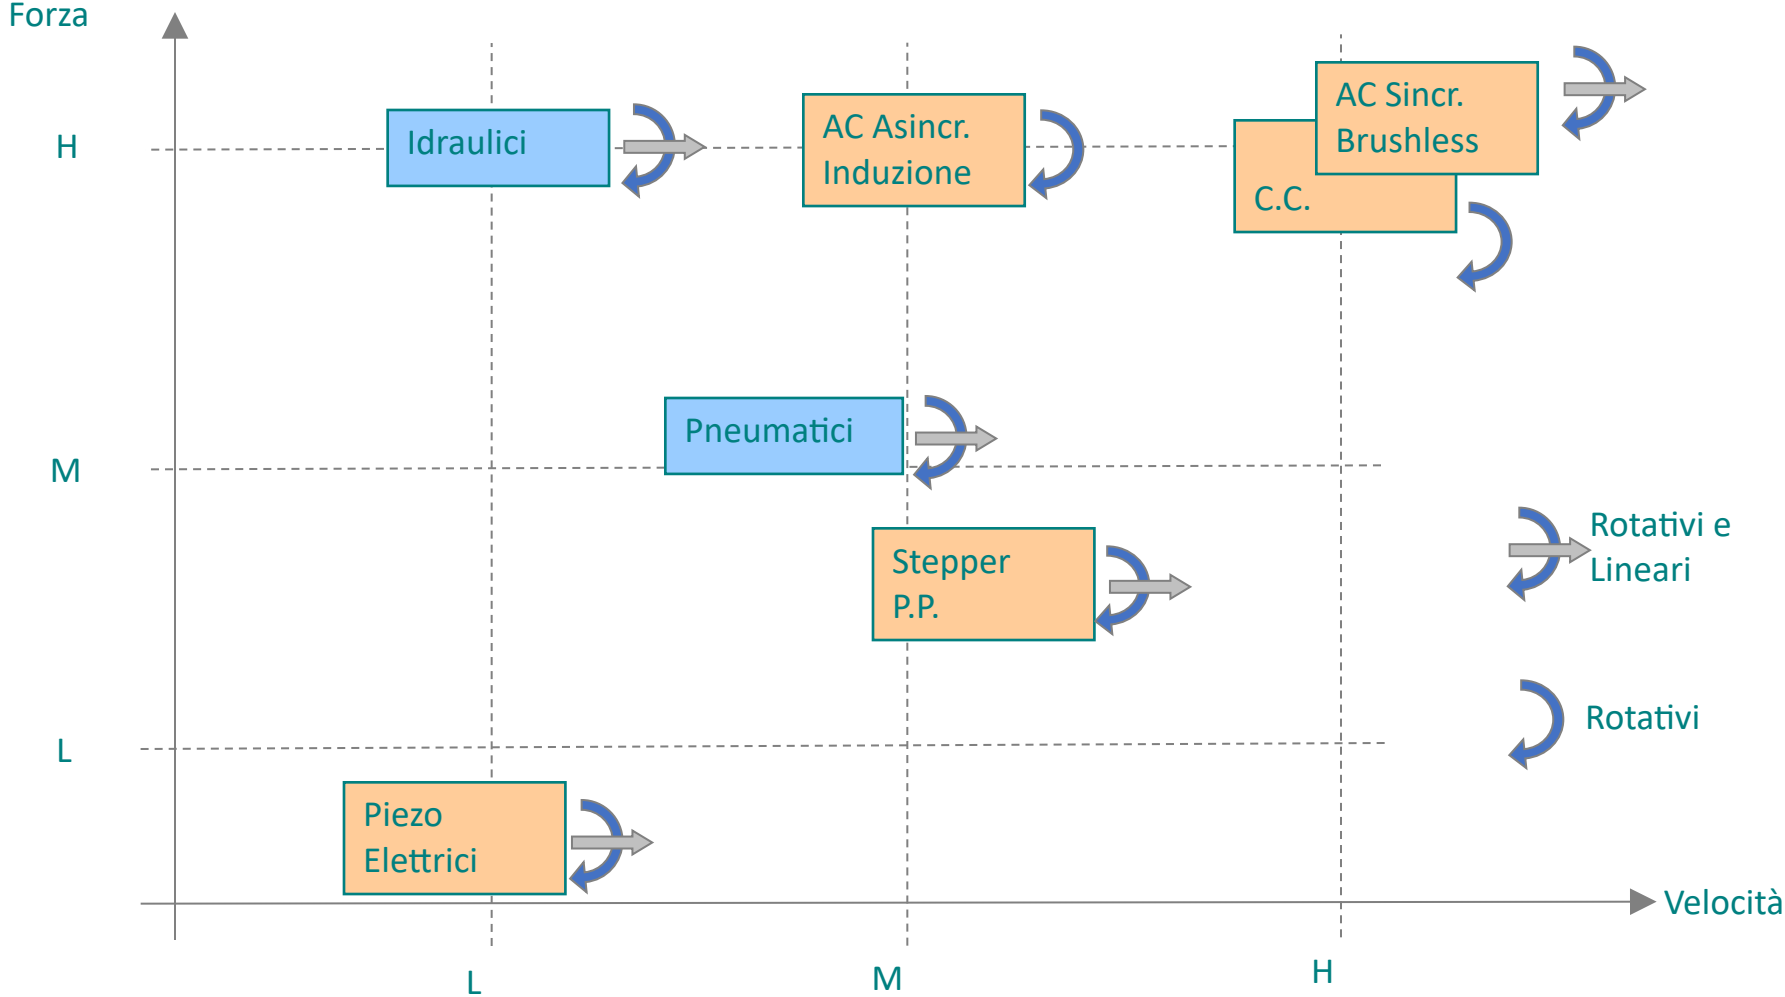 Forza
H
Idraulici
AC Asincr.
Induzione
AC Sincr.
Brushless
C.C.
Pneumatici
M
Stepper
P.P.
Rotativi e
Lineari
Rotativi
L
Piezo
Elettrici
Velocità
L
M
H